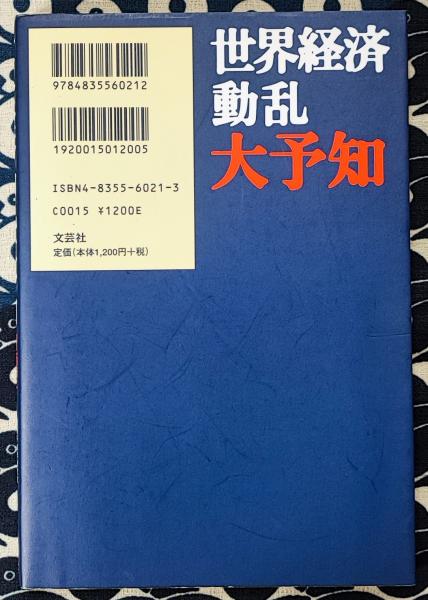 世界経済
動乱
大予知
9784835560212
1920015012005
ISBN4-8355-6021-3
C0015 ¥1200E
文芸社
定価(本体1,200円+税)